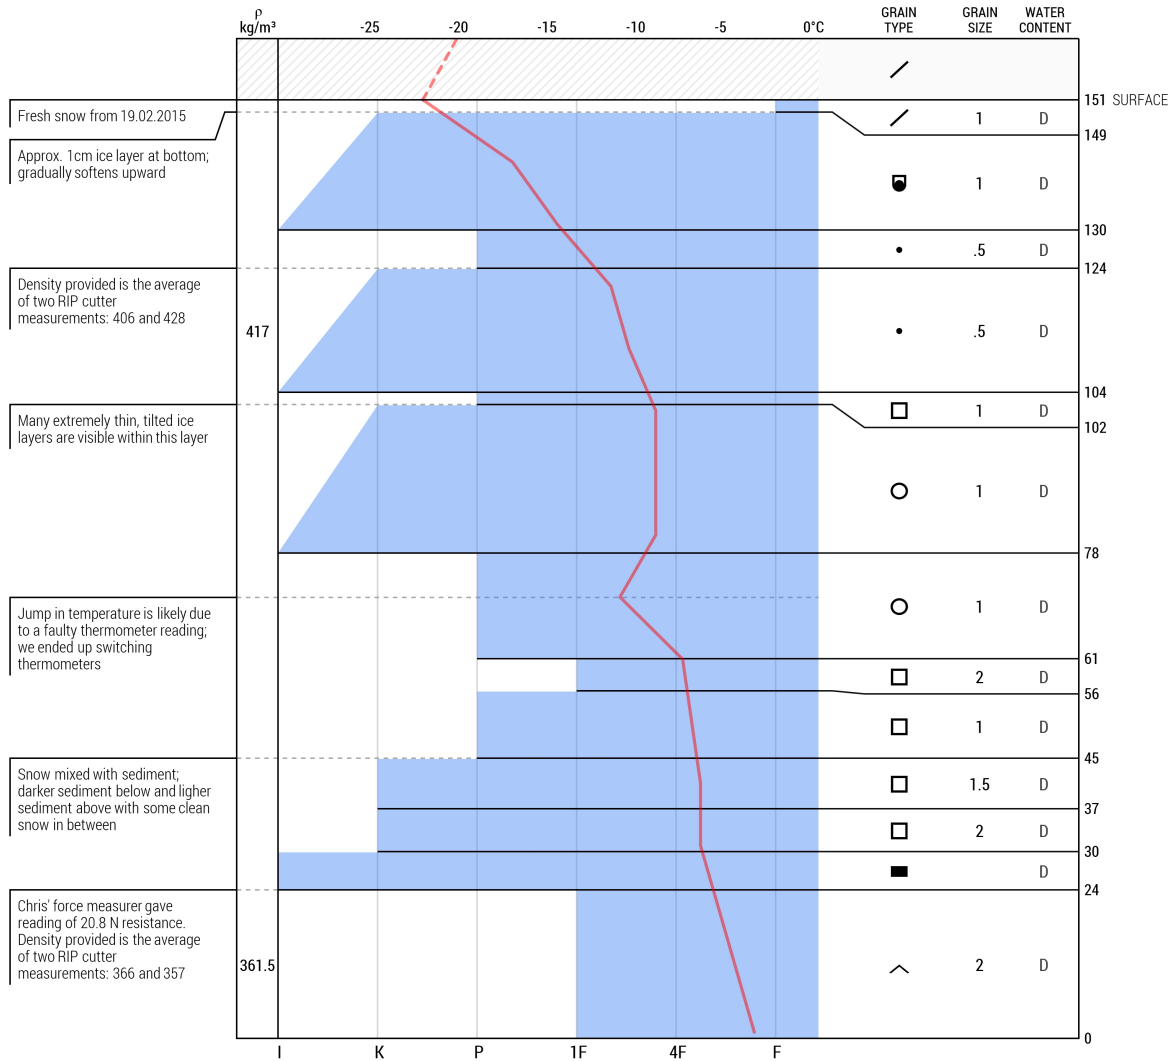 ρ
kg/m³
-25
-20
-15
-10
-5
0°C
GRAIN
TYPE
GRAIN
SIZE
WATER
CONTENT
151 SURFACE
Fresh snow from 19.02.2015
1
D
149
Approx. 1cm ice layer at bottom;
gradually softens upward
1
D
130
.5
D
124
Density provided is the average
of two RIP cutter
measurements: 406 and 428
417
.5
D
104
1
D
102
Many extremely thin, tilted ice
layers are visible within this layer
1
D
78
Jump in temperature is likely due
to a faulty thermometer reading;
we ended up switching
thermometers
1
D
61
2
D
56
1
D
45
Snow mixed with sediment;
darker sediment below and ligher
sediment above with some clean
snow in between
1.5
D
37
2
D
30
D
24
Chris' force measurer gave
reading of 20.8 N resistance.
Density provided is the average
of two RIP cutter
measurements: 366 and 357
361.5
2
D
0
I
K
P
1F
4F
F